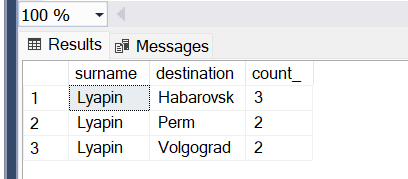 100 %
Results Messages
surname destination count_
1 Lyapin Habarovsk 3
2 Lyapin Perm 2
3 Lyapin Volgograd 2